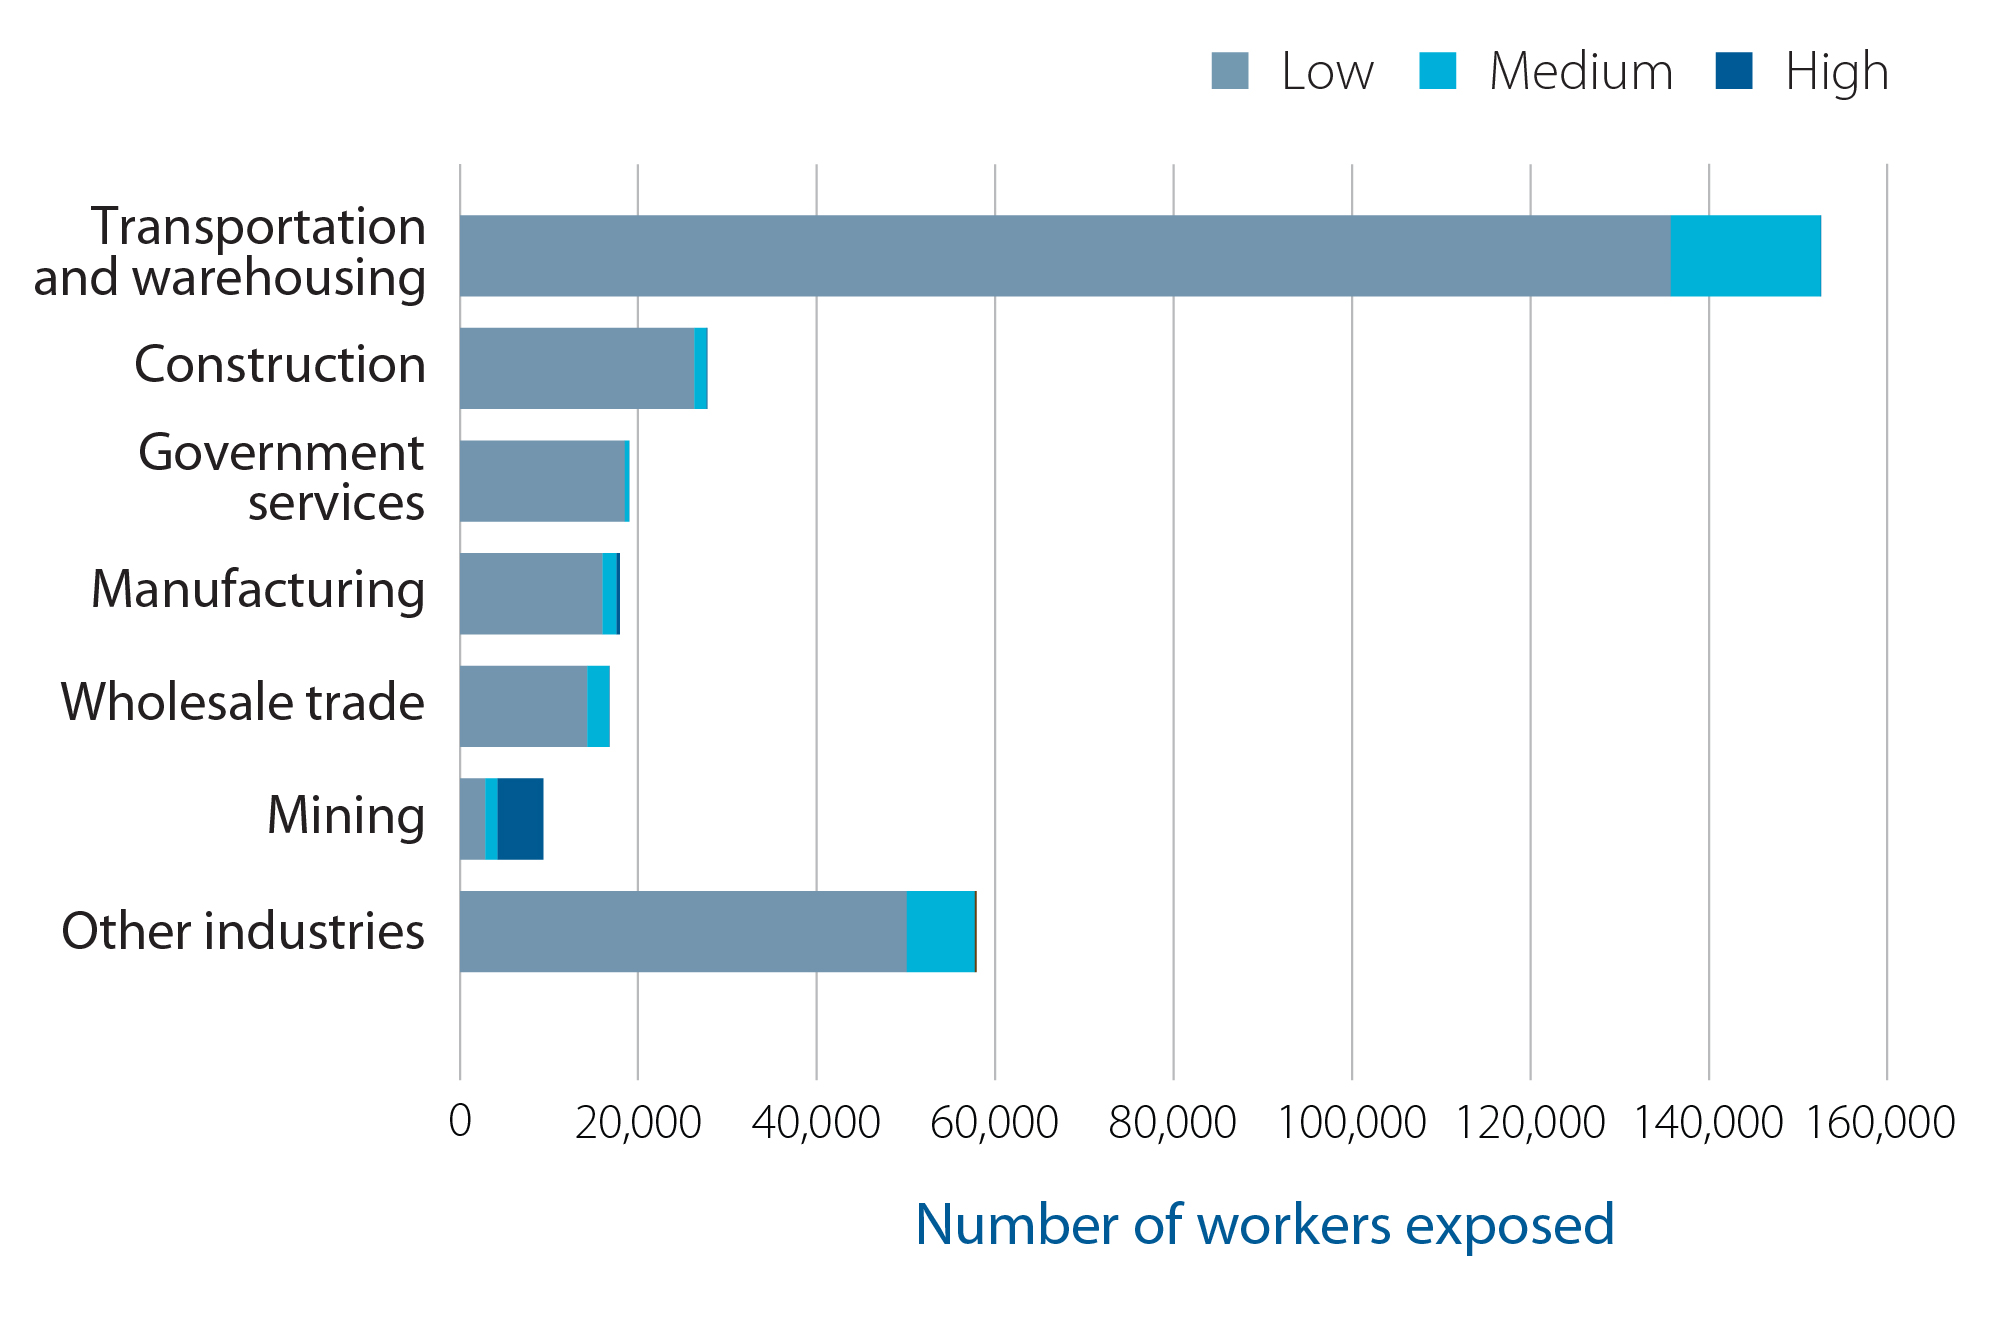 Low Medium High
Transportation
and warehousing
Construction
Government
services
Manufacturing
Wholesale trade
Mining
Other industries
0 20,000 40,000 60,000 80,000 100,000 120,000 140,000 160,000
Number of workers exposed